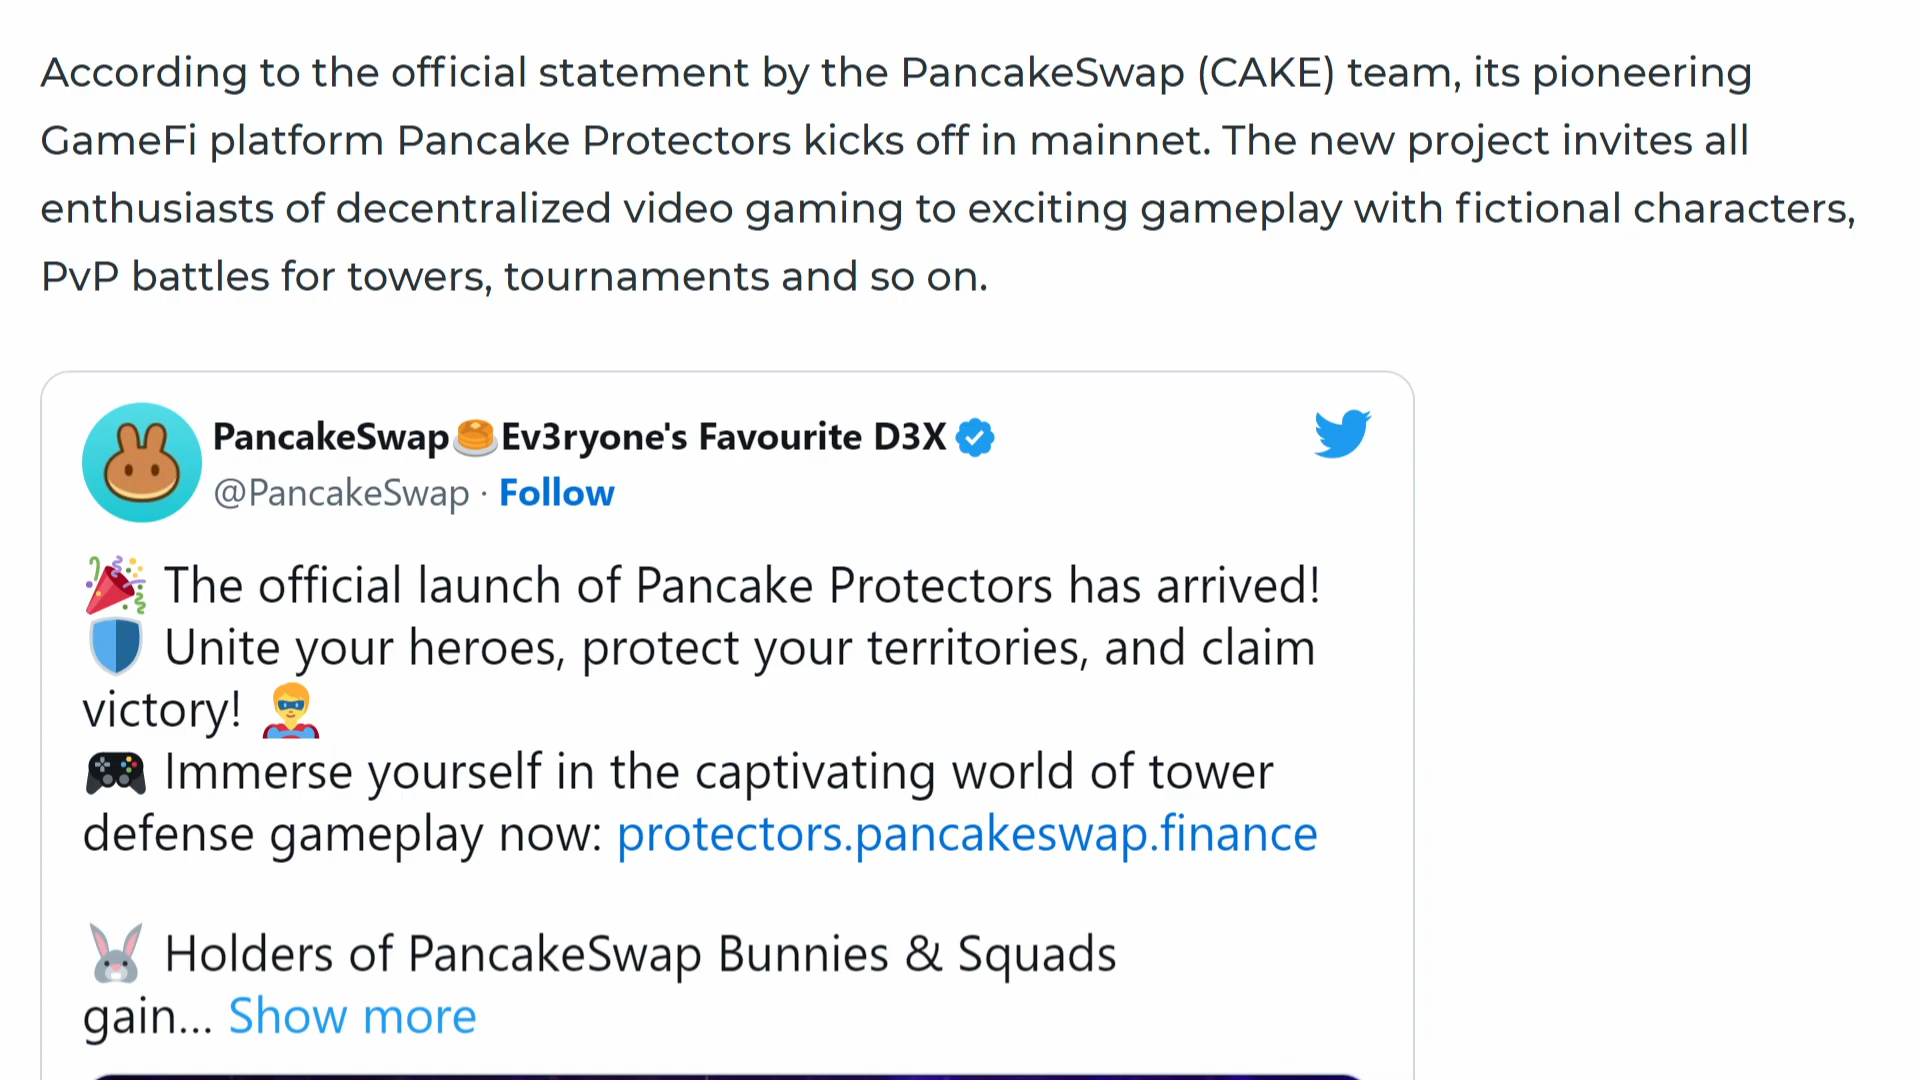 According to the official statement by the PancakeSwap (CAKE) team, its pioneering
GameFi platform Pancake Protectors kicks off in mainnet. The new project invites all
enthusiasts of decentralized video gaming to exciting gameplay with fictional characters,
PvP battles for towers, tournaments and so on.
PancakeSwap🥞Ev3ryone's Favourite D3X
@PancakeSwap · Follow
🎉 The official launch of Pancake Protectors has arrived!
🛡️ Unite your heroes, protect your territories, and claim
victory! 🦸‍♂️
🎮 Immerse yourself in the captivating world of tower
defense gameplay now: protectors.pancakeswap.finance
🐰 Holders of PancakeSwap Bunnies & Squads
gain... Show more